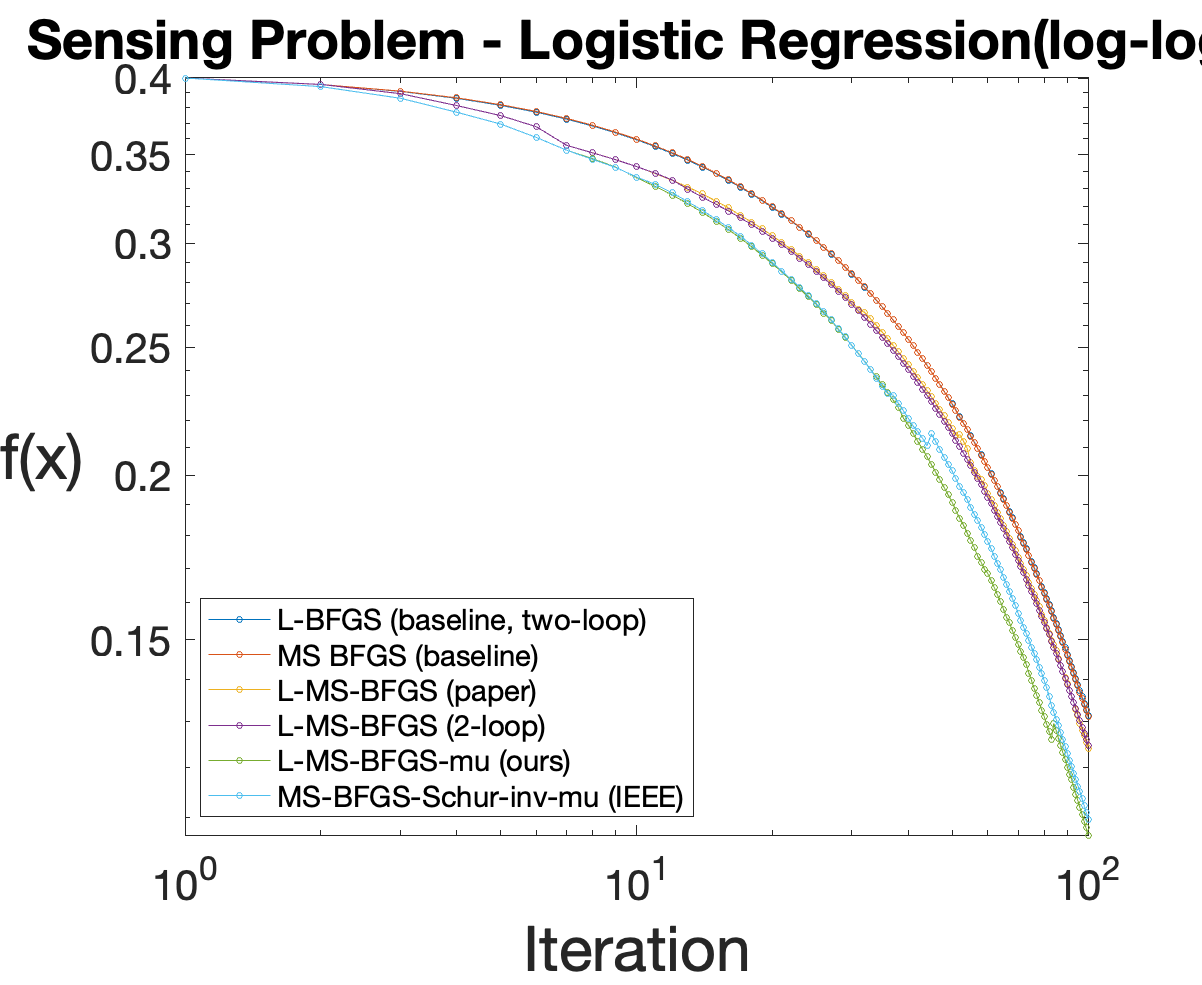 Sensing Problem - Logistic Regression(log-log
0.4
0.35
0.3
0.25
0.2
0.15
f(x)
L-BFGS (baseline, two-loop)
MS BFGS (baseline)
L-MS-BFGS (paper)
L-MS-BFGS (2-loop)
L-MS-BFGS-mu (ours)
MS-BFGS-Schur-inv-mu (IEEE)
10^0
10^1
10^2
Iteration